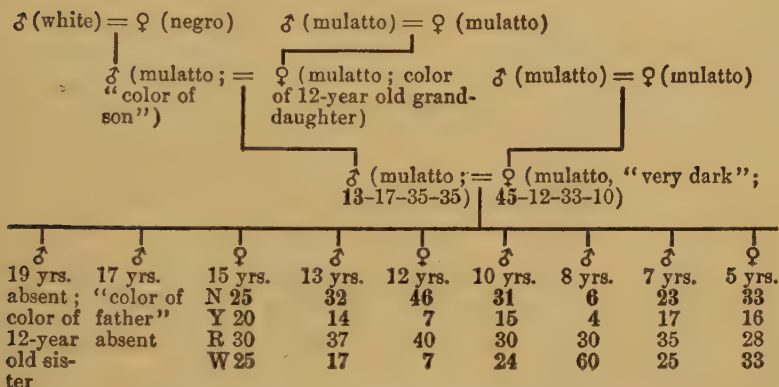 ♂ (white) = ♀ (negro) ♂ (mulatto) = ♀ (mulatto)
♂ (mulatto; = ♀ (mulatto; color ♂ (mulatto) = ♀ (mulatto)
"color of of 12-year old grand-
son") daughter)
♂ (mulatto; = ♀ (mulatto, "very dark";
13-17-35-35) 45-12-33-10)
♂ ♂ ♀ ♂ ♀ ♂ ♂ ♂ ♀
19 yrs. 17 yrs. 15 yrs. 13 yrs. 12 yrs. 10 yrs. 8 yrs. 7 yrs. 5 yrs.
absent; "color of N 25 32 46 31 6 23 33
color of father" Y 20 14 7 15 4 17 16
12-year absent R 30 37 40 30 30 35 28
old sis- W 25 17 7 24 60 25 33
ter